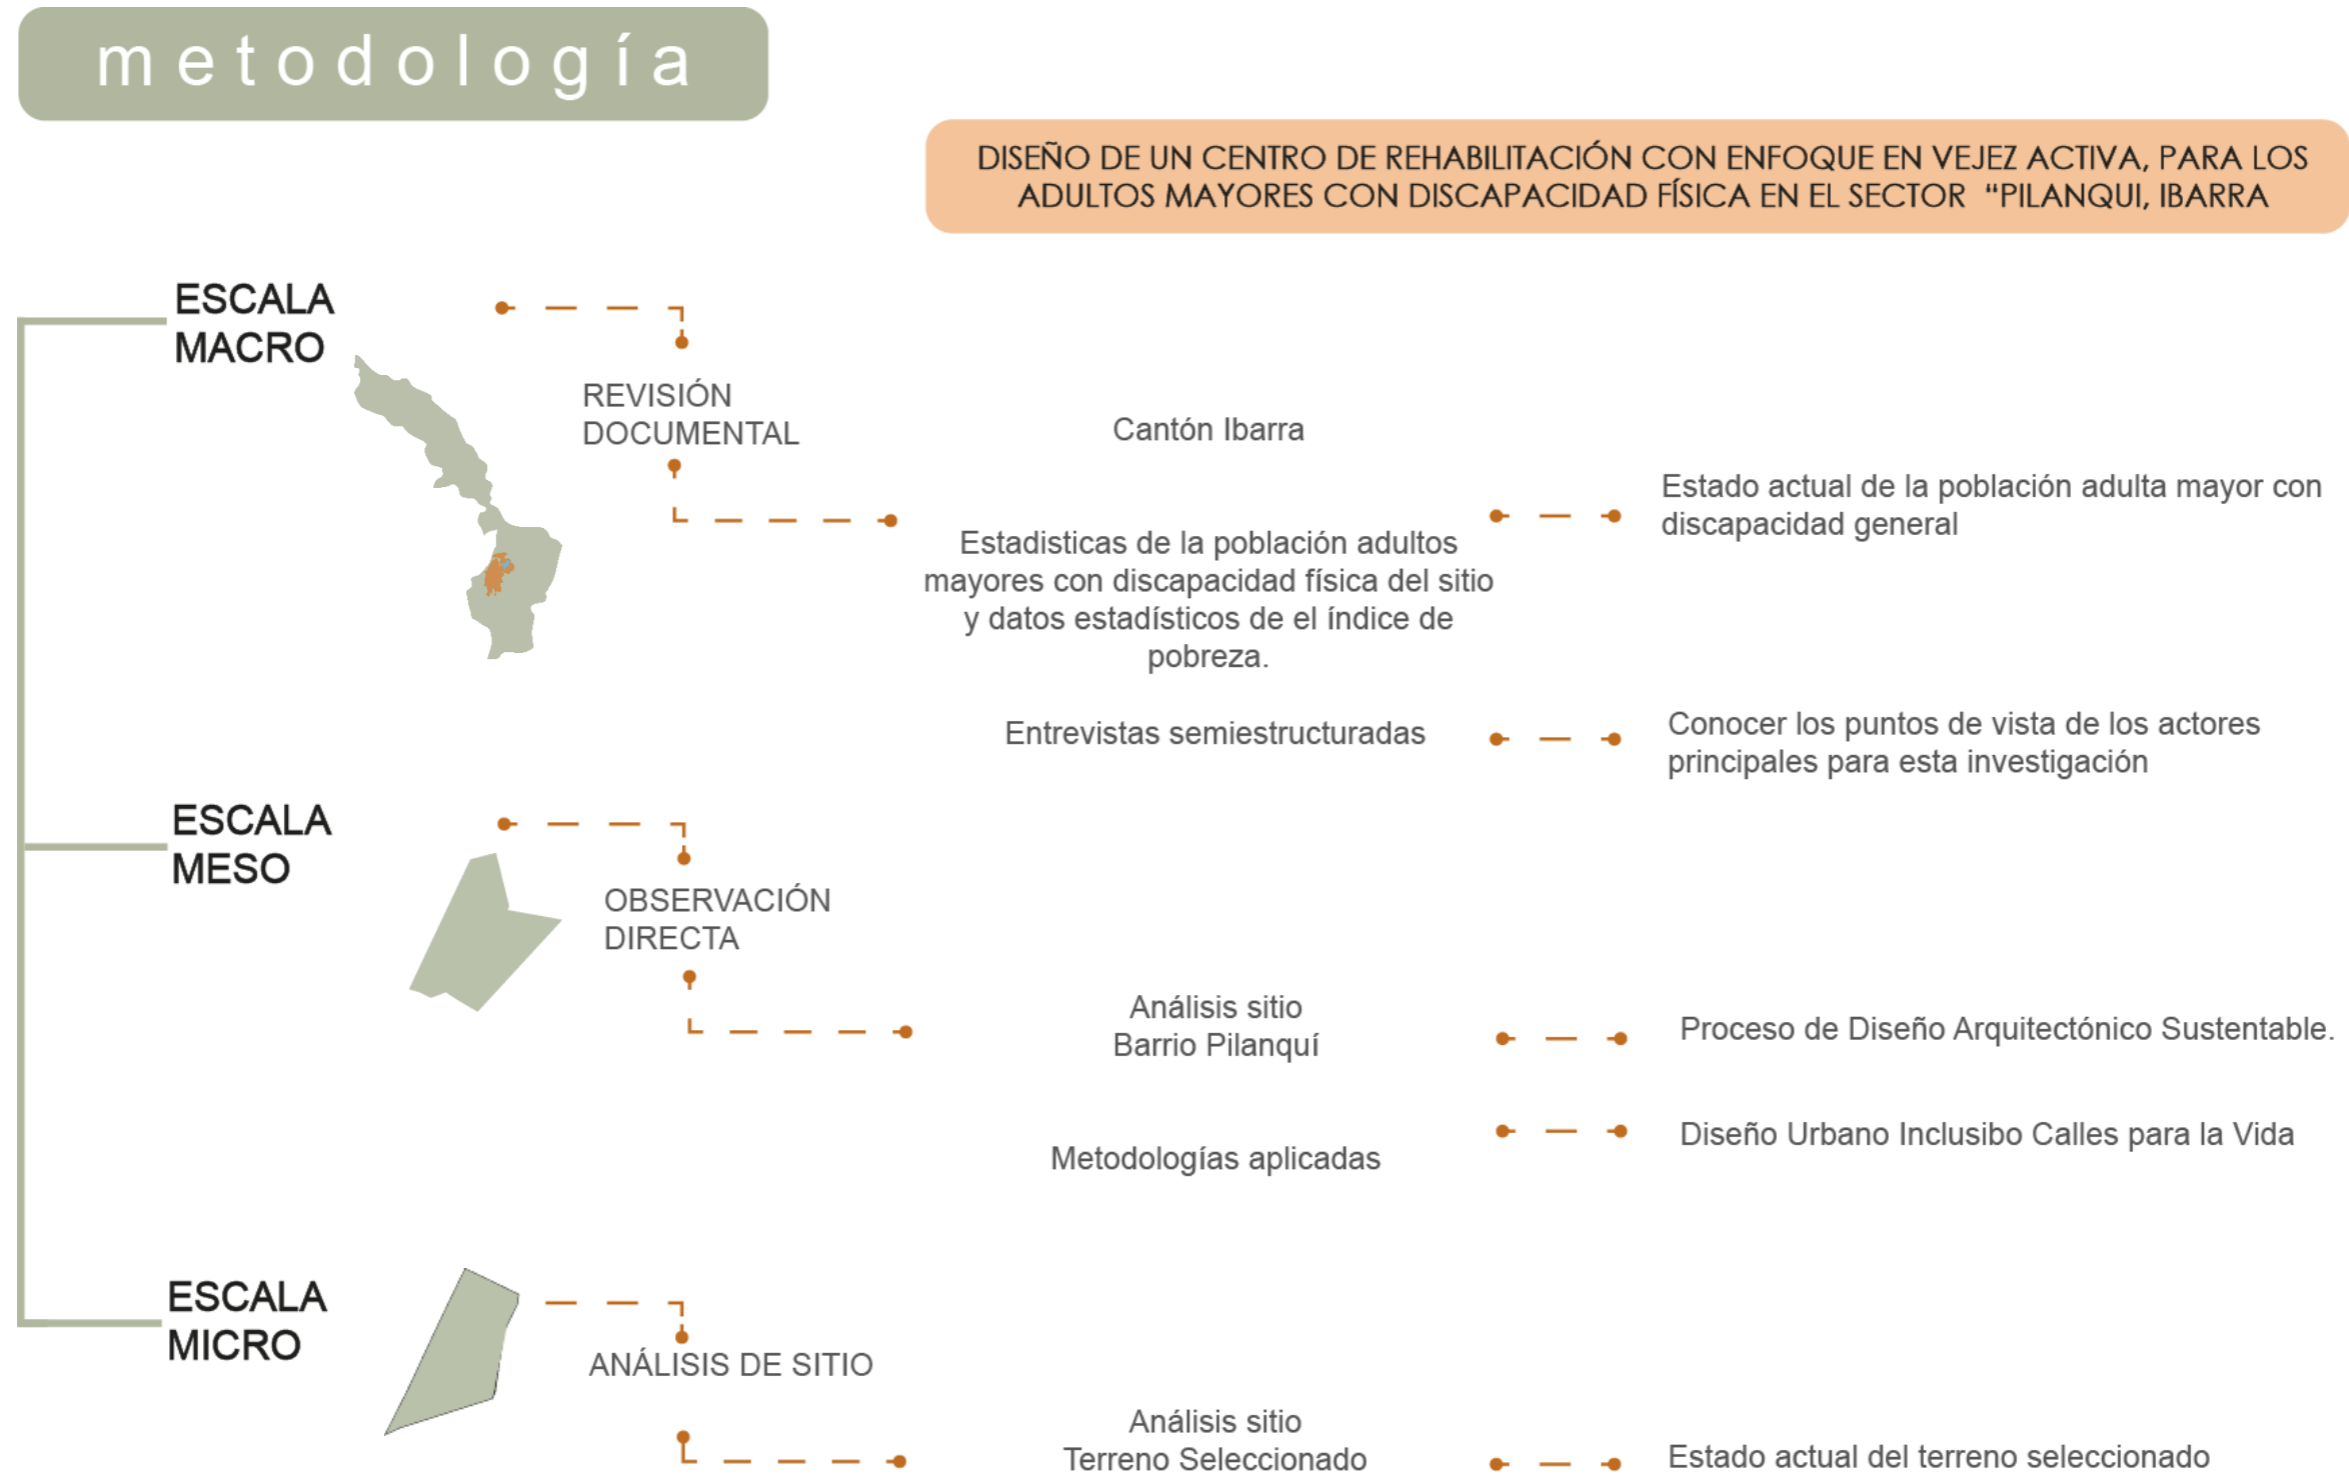 metodología
DISEÑO DE UN CENTRO DE REHABILITACIÓN CON ENFOQUE EN VEJEZ ACTIVA, PARA LOS
ADULTOS MAYORES CON DISCAPACIDAD FÍSICA EN EL SECTOR “PILANQUI, IBARRA
ESCALA
MACRO
REVISIÓN
DOCUMENTAL
Cantón Ibarra
Estadisticas de la población adultos
mayores con discapacidad física del sitio
y datos estadísticos de el índice de
pobreza.
Estado actual de la población adulta mayor con
discapacidad general
Entrevistas semiestructuradas
Conocer los puntos de vista de los actores
principales para esta investigación
ESCALA
MESO
OBSERVACIÓN
DIRECTA
Análisis sitio
Barrio Pilanquí
Proceso de Diseño Arquitectónico Sustentable.
Metodologías aplicadas
Diseño Urbano Inclusibo Calles para la Vida
ESCALA
MICRO
ANÁLISIS DE SITIO
Análisis sitio
Terreno Seleccionado
Estado actual del terreno seleccionado